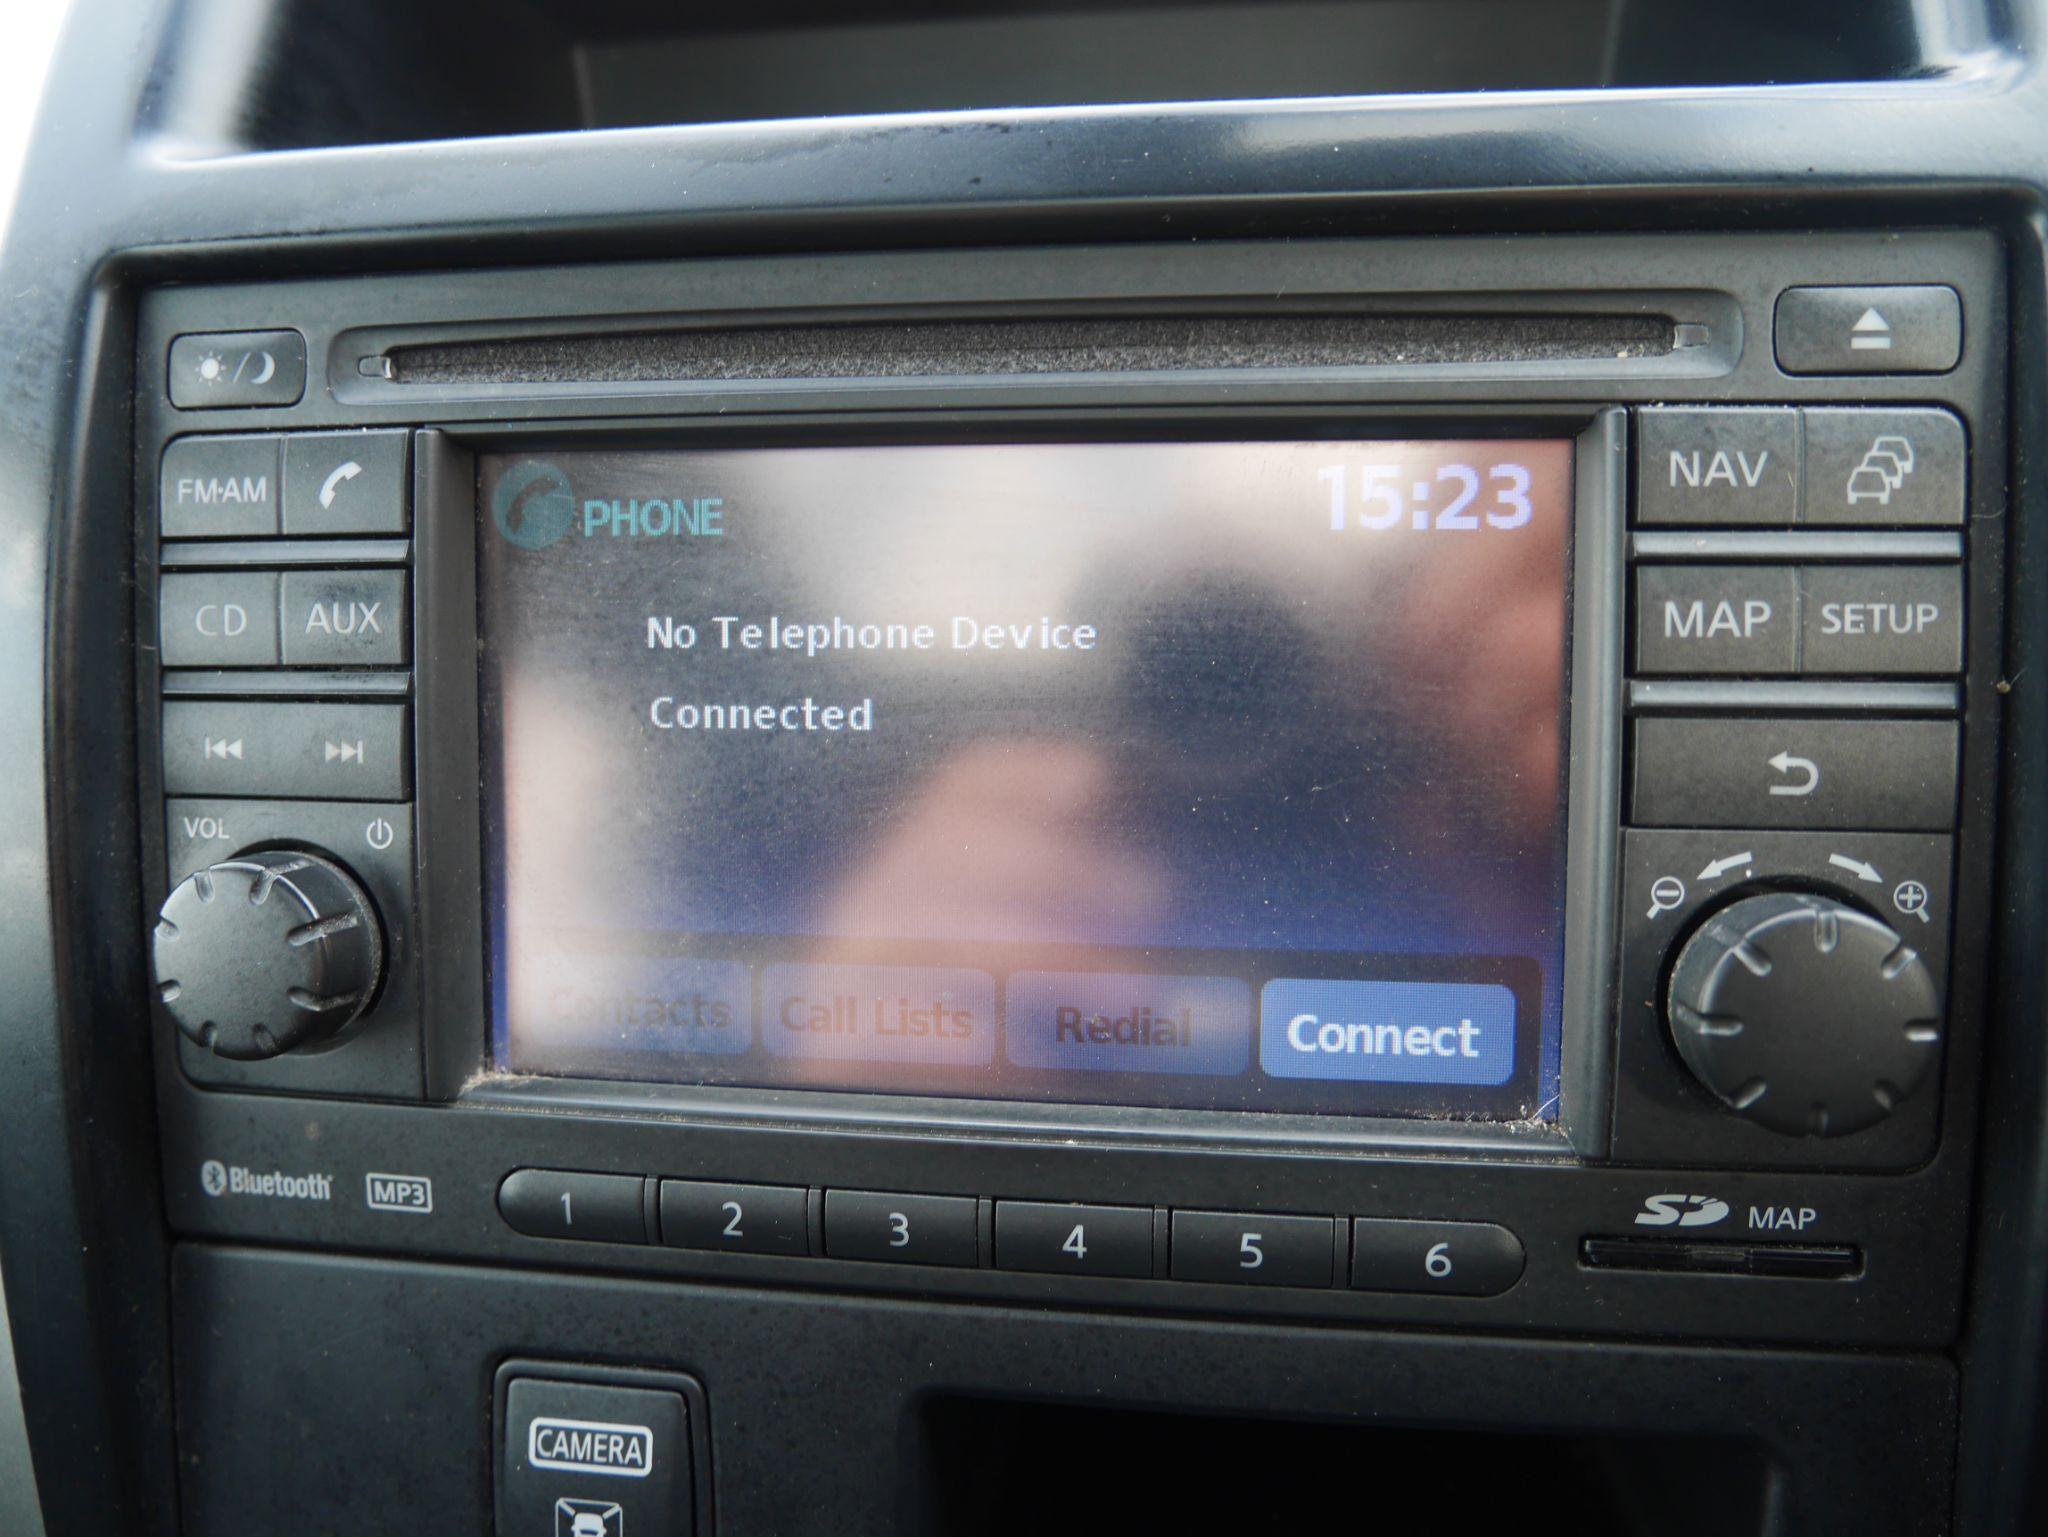 FM·AM
PHONE
15:23
NAV
CD
AUX
No Telephone Device
Connected
MAP
SETUP
VOL
Contacts
Call Lists
Redial
Connect
Bluetooth
MP3
1
2
3
4
5
6
SD
MAP
CAMERA